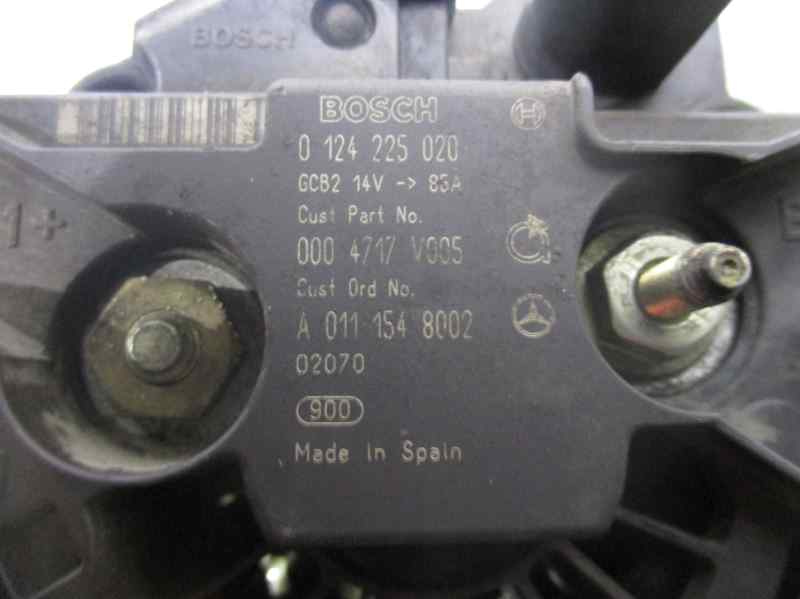 BOSCH
BOSCH
0 124 225 020
GCB2 14V -> 83A
Cust Part No.
000 4717 V005
Cust Ord No.
A 011 154 8002
02070
900
Made in Spain
1+